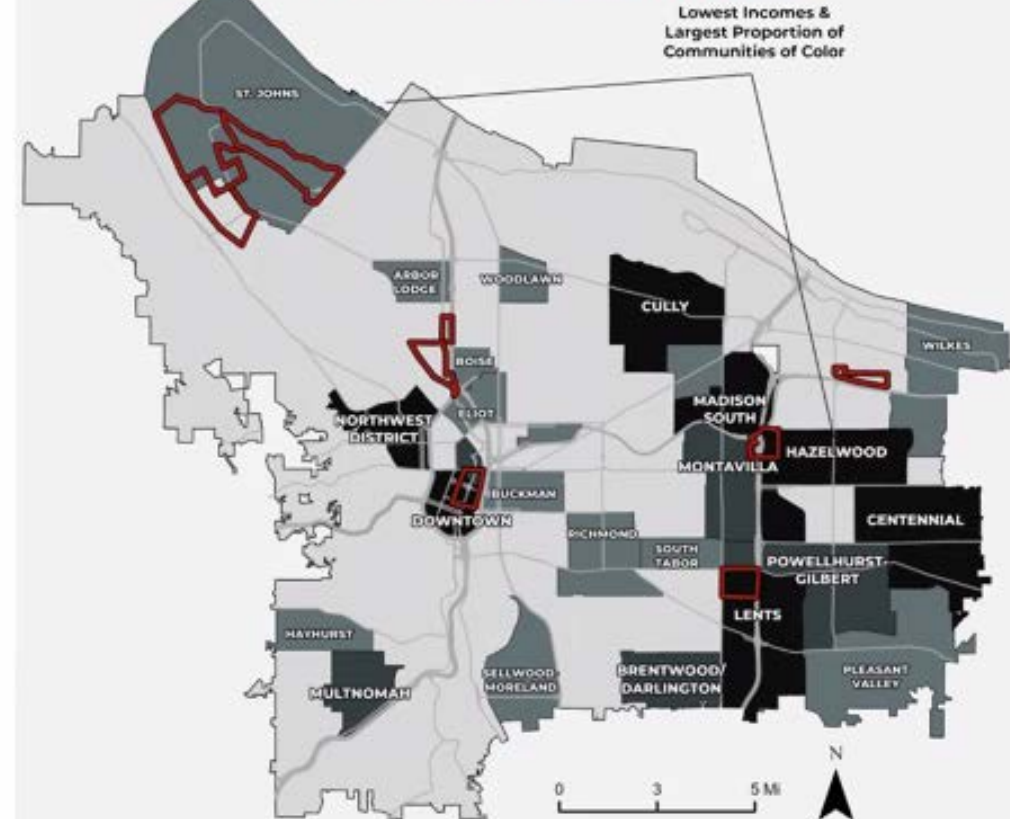 Lowest Incomes &
Largest Proportion of
Communities of Color
ST. JOHNS
ARBOR
LODGE
WOODLAWN
CULLY
WILKES
BOISE
MADISON
SOUTH
ELIOT
NORTHWEST
DISTRICT
HAZELWOOD
MONTAVILLA
BUCKMAN
DOWNTOWN
CENTENNIAL
RICHMOND
SOUTH
TABOR
POWELLHURST-
GILBERT
LENTS
HAYHURST
SELLWOOD-
MORELAND
BRENTWOOD/
DARLINGTON
PLEASANT
VALLEY
MULTNOMAH
N
0 3 5 Mi